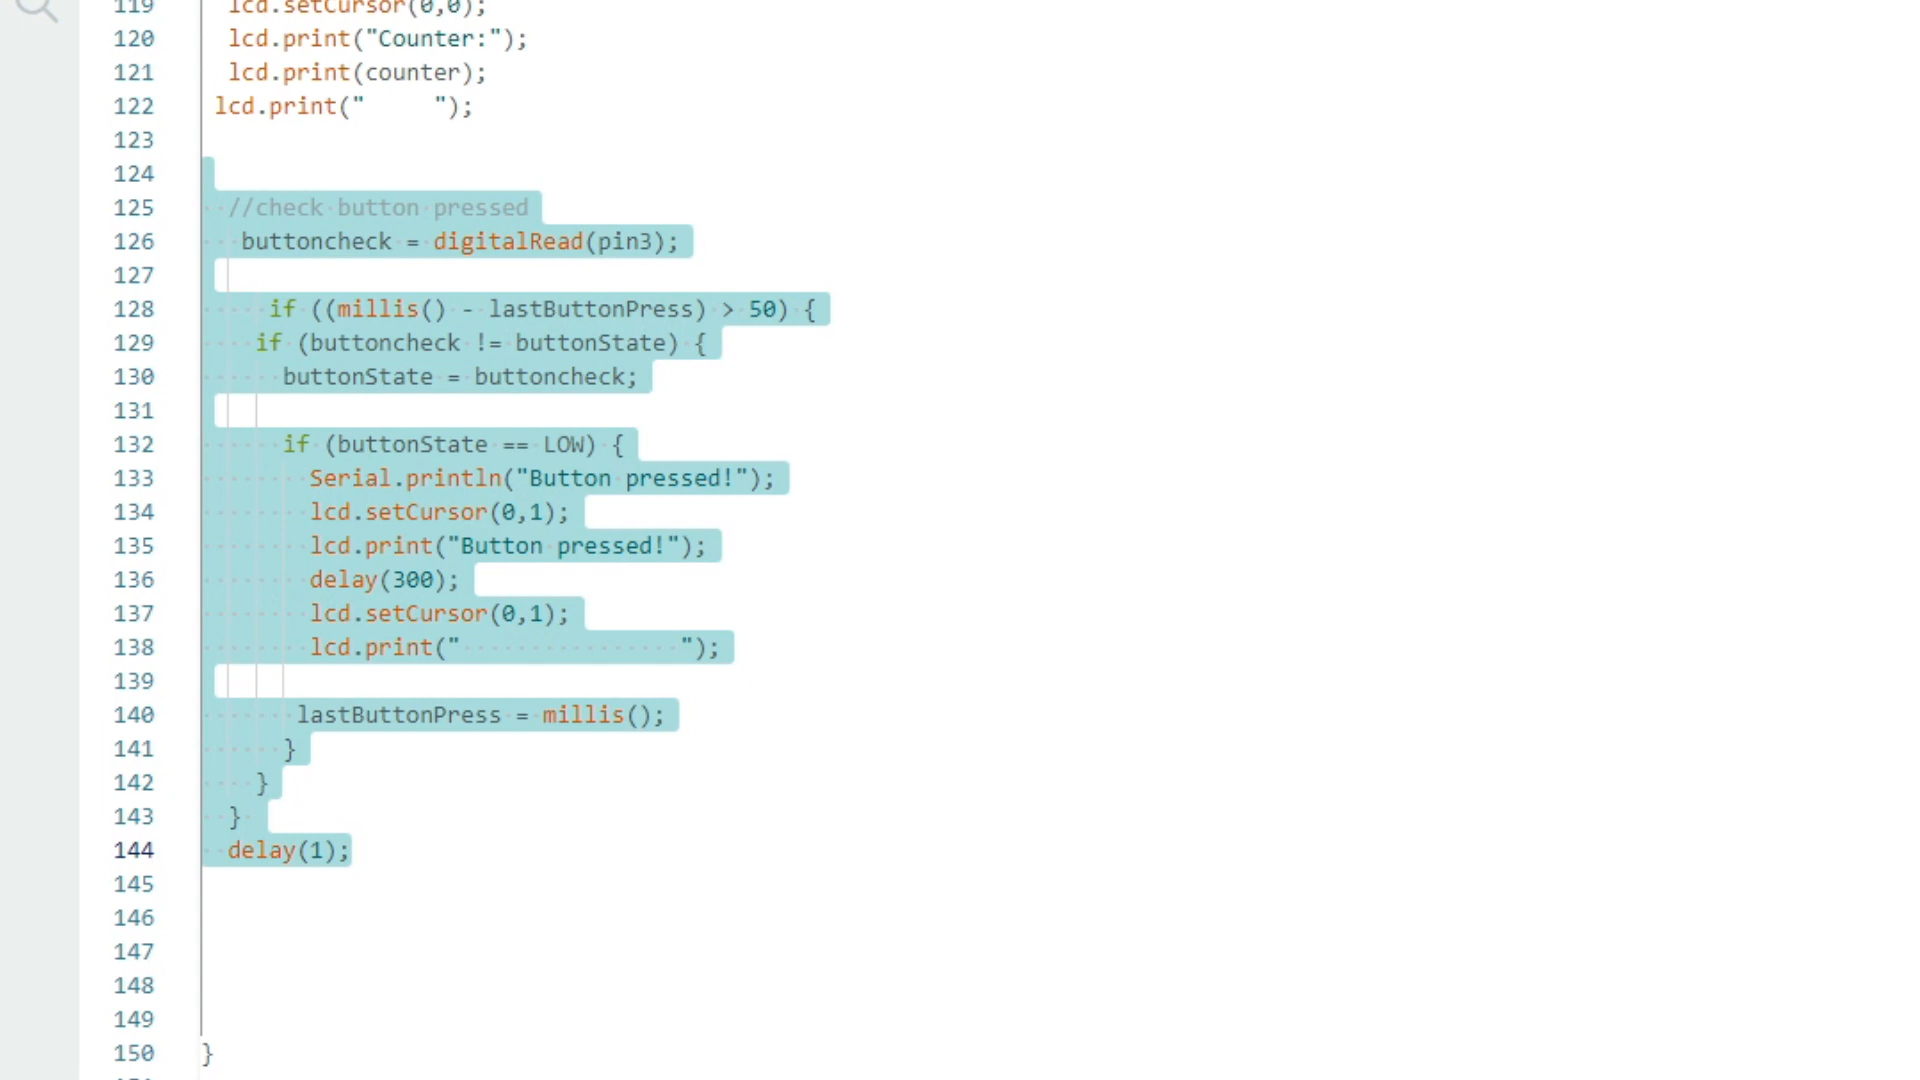 119 lcd.setCursor(0,0);
120 lcd.print("Counter:");
121 lcd.print(counter);
122 lcd.print("     ");
123
124
125 //check button pressed
126 buttoncheck = digitalRead(pin3);
127
128 if ((millis() - lastButtonPress) > 50) {
129 if (buttoncheck != buttonState) {
130 buttonState = buttoncheck;
131
132 if (buttonState == LOW) {
133 Serial.println("Button pressed!");
134 lcd.setCursor(0,1);
135 lcd.print("Button pressed!");
136 delay(300);
137 lcd.setCursor(0,1);
138 lcd.print("                ");
139
140 lastButtonPress = millis();
141 }
142 }
143 }
144 delay(1);
145
146
147
148
149
150 }